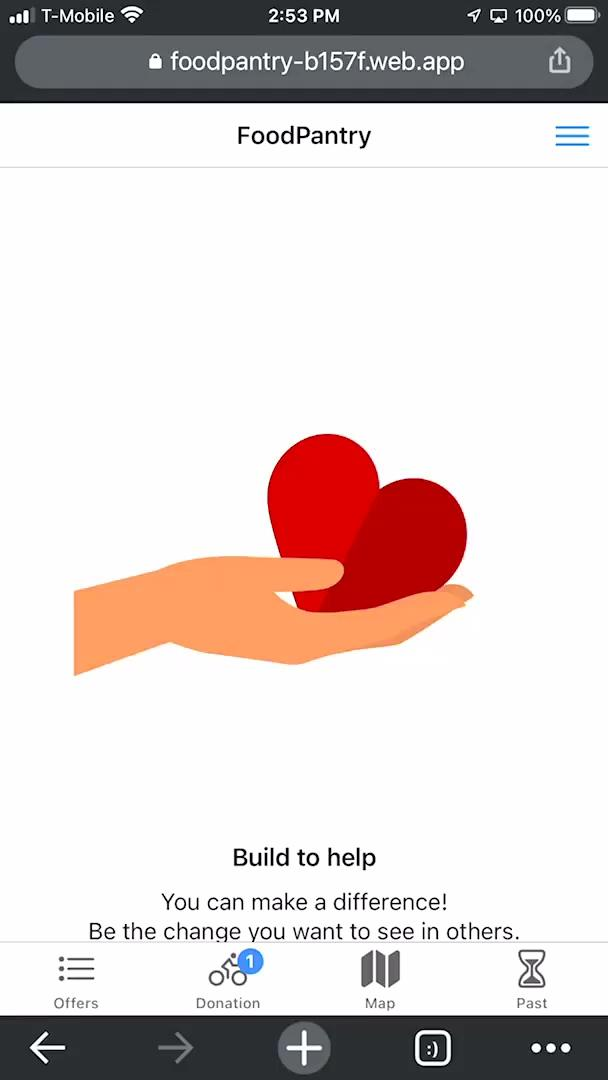 T-Mobile 2:53 PM 100%
foodpantry-b157f.web.app
FoodPantry
Build to help
You can make a difference!
Be the change you want to see in others.
1
Offers Donation Map Past
:)